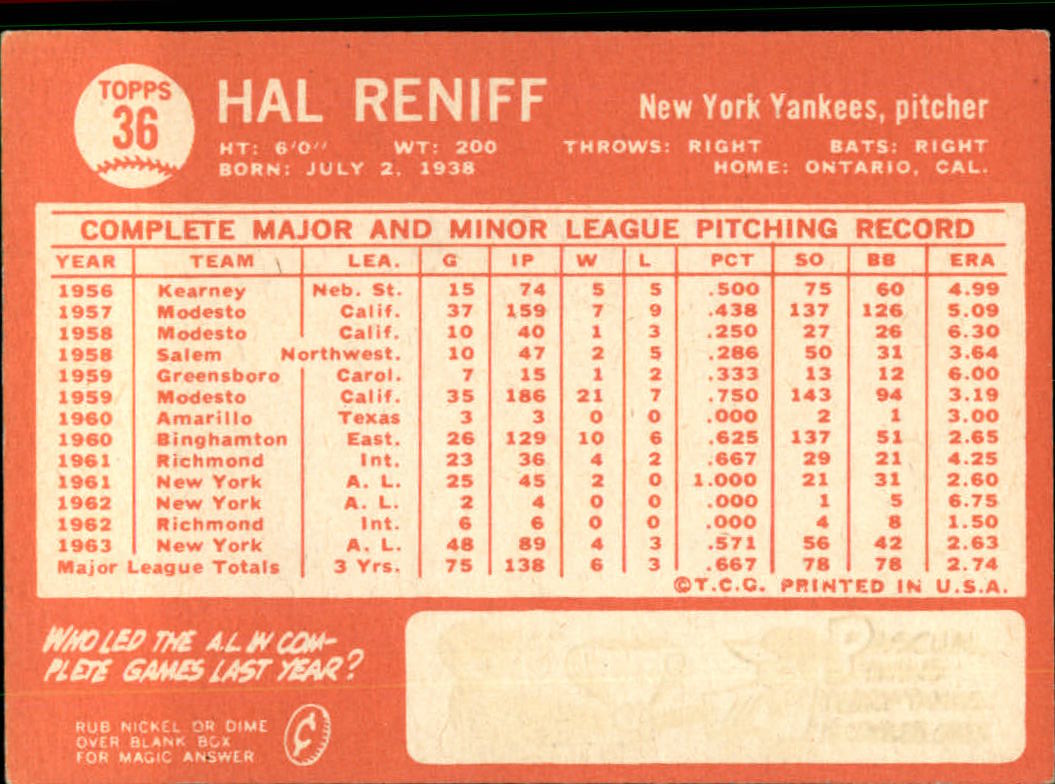 TOPPS
36
HAL RENIFF
New York Yankees, pitcher
HT: 6'0" WT: 200 THROWS: RIGHT BATS: RIGHT
BORN: JULY 2, 1938 HOME: ONTARIO, CAL.
COMPLETE MAJOR AND MINOR LEAGUE PITCHING RECORD
YEAR TEAM LEA. G IP W L PCT SO BB ERA
1956 Kearney Neb. St. 15 74 5 5 .500 75 60 4.99
1957 Modesto Calif. 37 159 7 9 .438 137 126 5.09
1958 Modesto Calif. 10 40 1 3 .250 27 26 6.30
1958 Salem Northwest. 10 47 2 5 .286 50 31 3.64
1959 Greensboro Carol. 7 15 1 2 .333 13 12 6.00
1959 Modesto Calif. 35 186 21 7 .750 143 94 3.19
1960 Amarillo Texas 3 3 0 0 .000 2 1 3.00
1960 Binghamton East. 26 129 10 6 .625 137 51 2.65
1961 Richmond Int. 23 36 4 2 .667 29 21 4.25
1961 New York A. L. 25 45 2 0 1.000 21 31 2.60
1962 New York A. L. 2 4 0 0 .000 1 5 6.75
1962 Richmond Int. 6 6 0 0 .000 4 8 1.50
1963 New York A. L. 48 89 4 3 .571 56 42 2.63
Major League Totals 3 Yrs. 75 138 6 3 .667 78 78 2.74
©T.C.G. PRINTED IN U.S.A.
WHO LED THE A.L. IN COM-
PLETE GAMES LAST YEAR?
RUB NICKEL OR DIME
OVER BLANK BOX
FOR MAGIC ANSWER